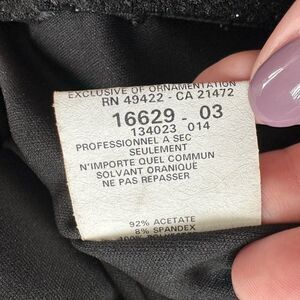 EXCLUSIVE OF ORNAMENTATION
RN 49422 - CA 21472
16629 - 03
134023 014
PROFESSIONNEL A SEC
SEULEMENT
N'IMPORTE QUEL COMMUN
SOLVANT ORANIQUE
NE PAS REPASSER
92% ACETATE
8% SPANDEX
100%